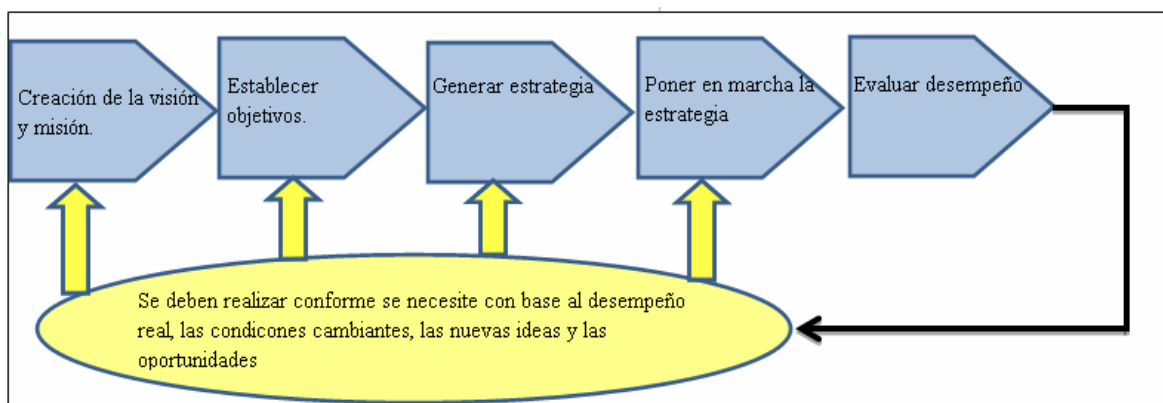 Creación de la visión
y misión.
Establecer
objetivos.
Generar estrategia
Poner en marcha la
estrategia
Evaluar desempeño
Se deben realizar conforme se necesite con base al desempeño
real, las condicones cambiantes, las nuevas ideas y las
oportunidades